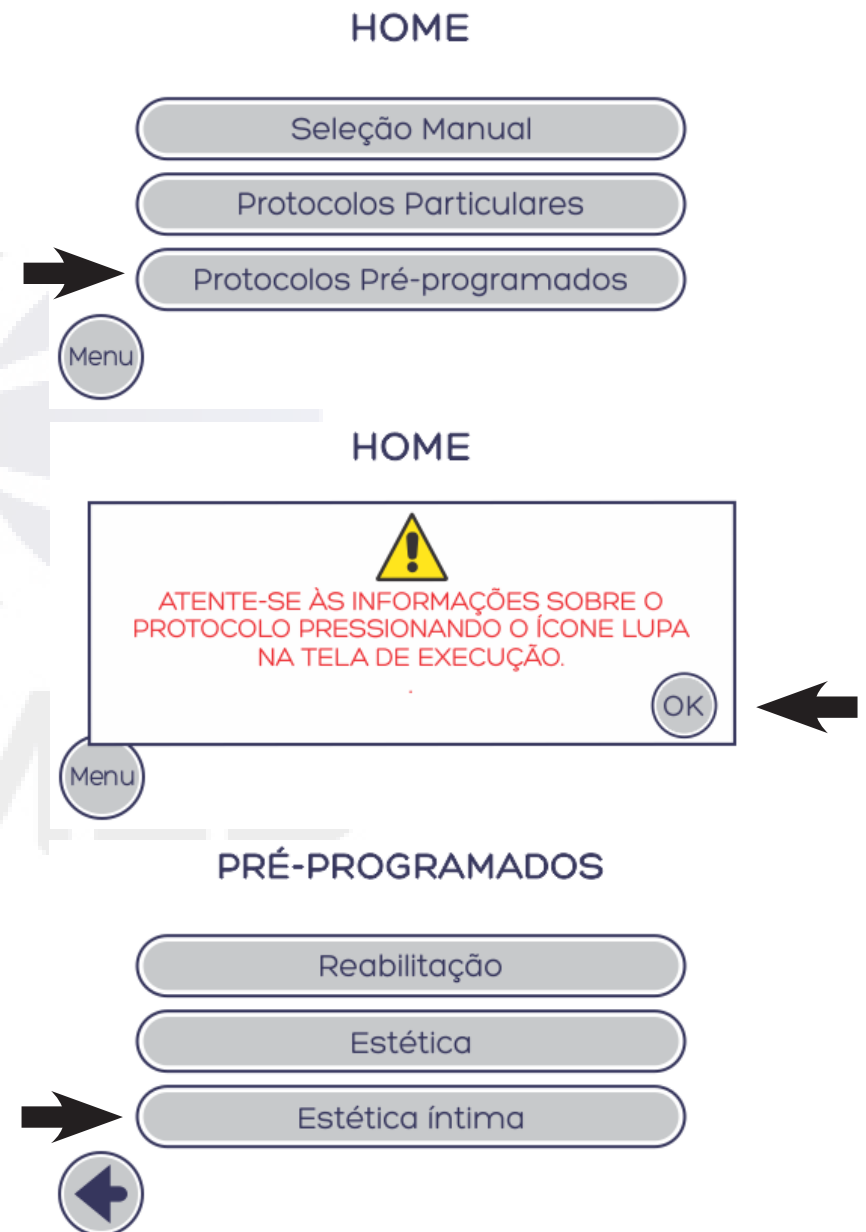 HOME
Seleção Manual
Protocolos Particulares
Protocolos Pré-programados
Menu
HOME
ATENTE-SE ÀS INFORMAÇÕES SOBRE O
PROTOCOLO PRESSIONANDO O ÍCONE LUPA
NA TELA DE EXECUÇÃO.
.
OK
Menu
PRÉ-PROGRAMADOS
Reabilitação
Estética
Estética íntima